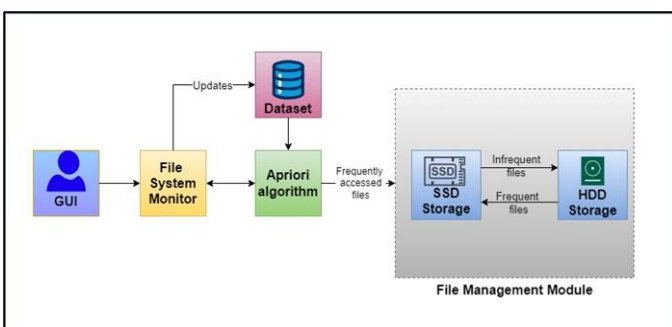 Updates
Dataset
GUI
File
System
Monitor
Apriori
algorithm
Frequently
accessed
files
SSD
SSD
Storage
Infrequent
files
Frequent
files
HDD
Storage
File Management Module